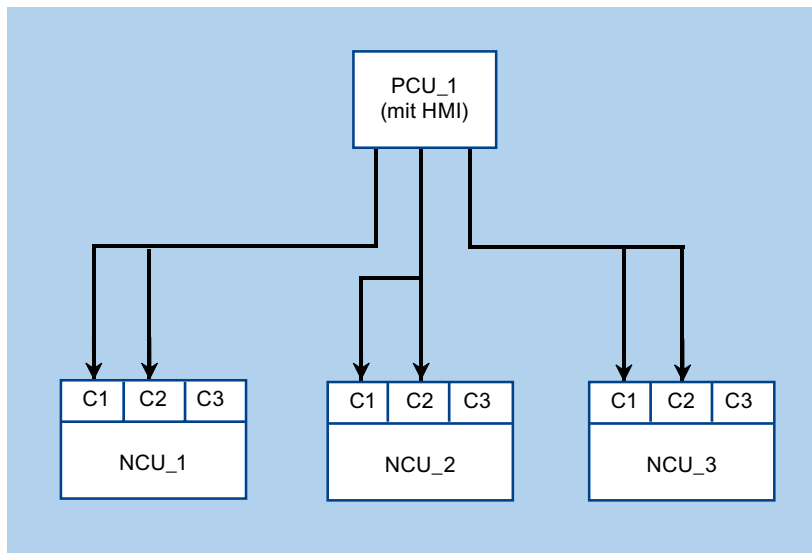 PCU_1
(mit HMI)
C1 C2 C3
NCU_1
C1 C2 C3
NCU_2
C1 C2 C3
NCU_3